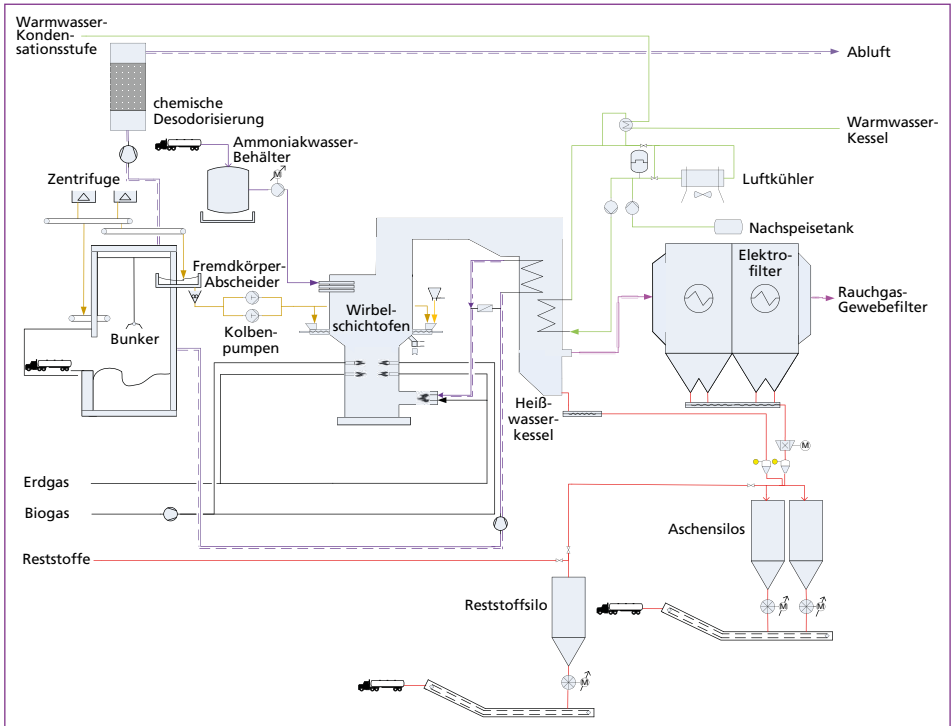 Warmwasser-
Konden-
sationsstufe
Abluft
chemische
Desodorisierung
Ammoniakwasser-
Behälter
M
Warmwasser-
Kessel
Zentrifuge
Luftkühler
Nachspeisetank
Fremdkörper-
Abscheider
Elektro-
filter
Rauchgas-
Gewebefilter
Wirbel-
schichtofen
Kolben-
pumpen
Bunker
Heiß-
wasser-
kessel
M
Erdgas
Biogas
Aschensilos
Reststoffe
Reststoffsilo
M
M
M